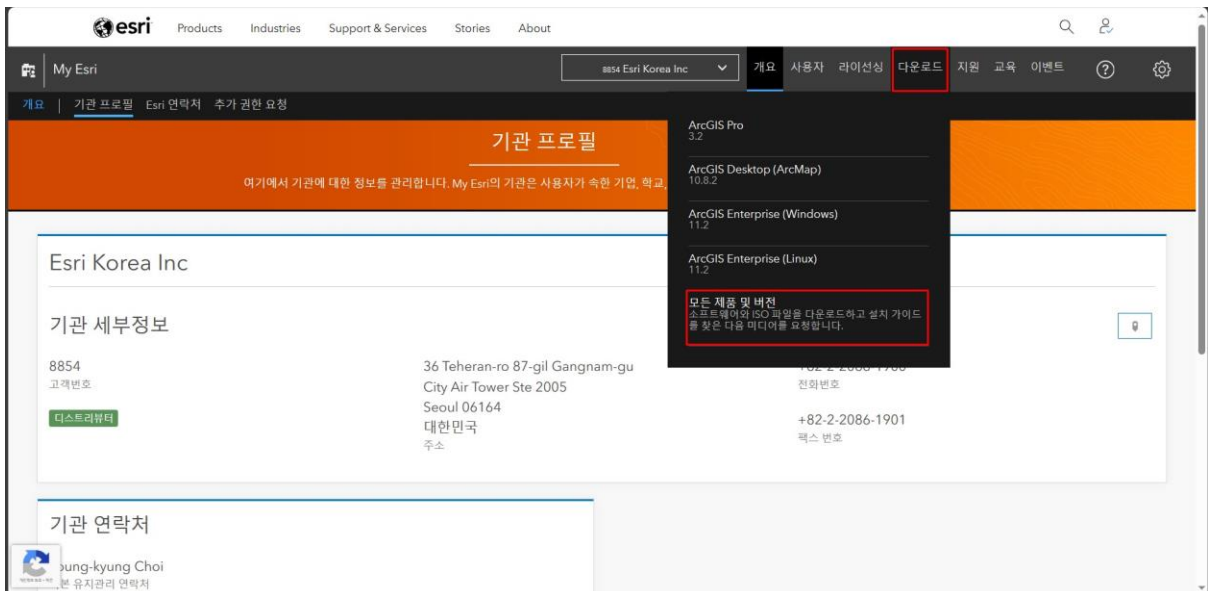 esri
Products Industries Support & Services Stories About
My Esri
8854 Esri Korea Inc
개요 사용자 라이선싱 다운로드 지원 교육 이벤트
개요 | 기관 프로필 Esri 연락처 추가 권한 요청
기관 프로필
여기에서 기관에 대한 정보를 관리합니다. My Esri의 기관은 사용자가 속한 기업, 학교,
ArcGIS Pro
3.2
ArcGIS Desktop (ArcMap)
10.8.2
ArcGIS Enterprise (Windows)
11.2
ArcGIS Enterprise (Linux)
11.2
모든 제품 및 버전
소프트웨어와 ISO 파일을 다운로드하고 설치 가이드
를 찾은 다음 미디어를 요청합니다.
Esri Korea Inc
기관 세부정보
8854
고객번호
디스트리뷰터
36 Teheran-ro 87-gil Gangnam-gu
City Air Tower Ste 2005
Seoul 06164
대한민국
주소
전화번호
+82-2-2086-1901
팩스 번호
기관 연락처
Choi
유지관리 연락처